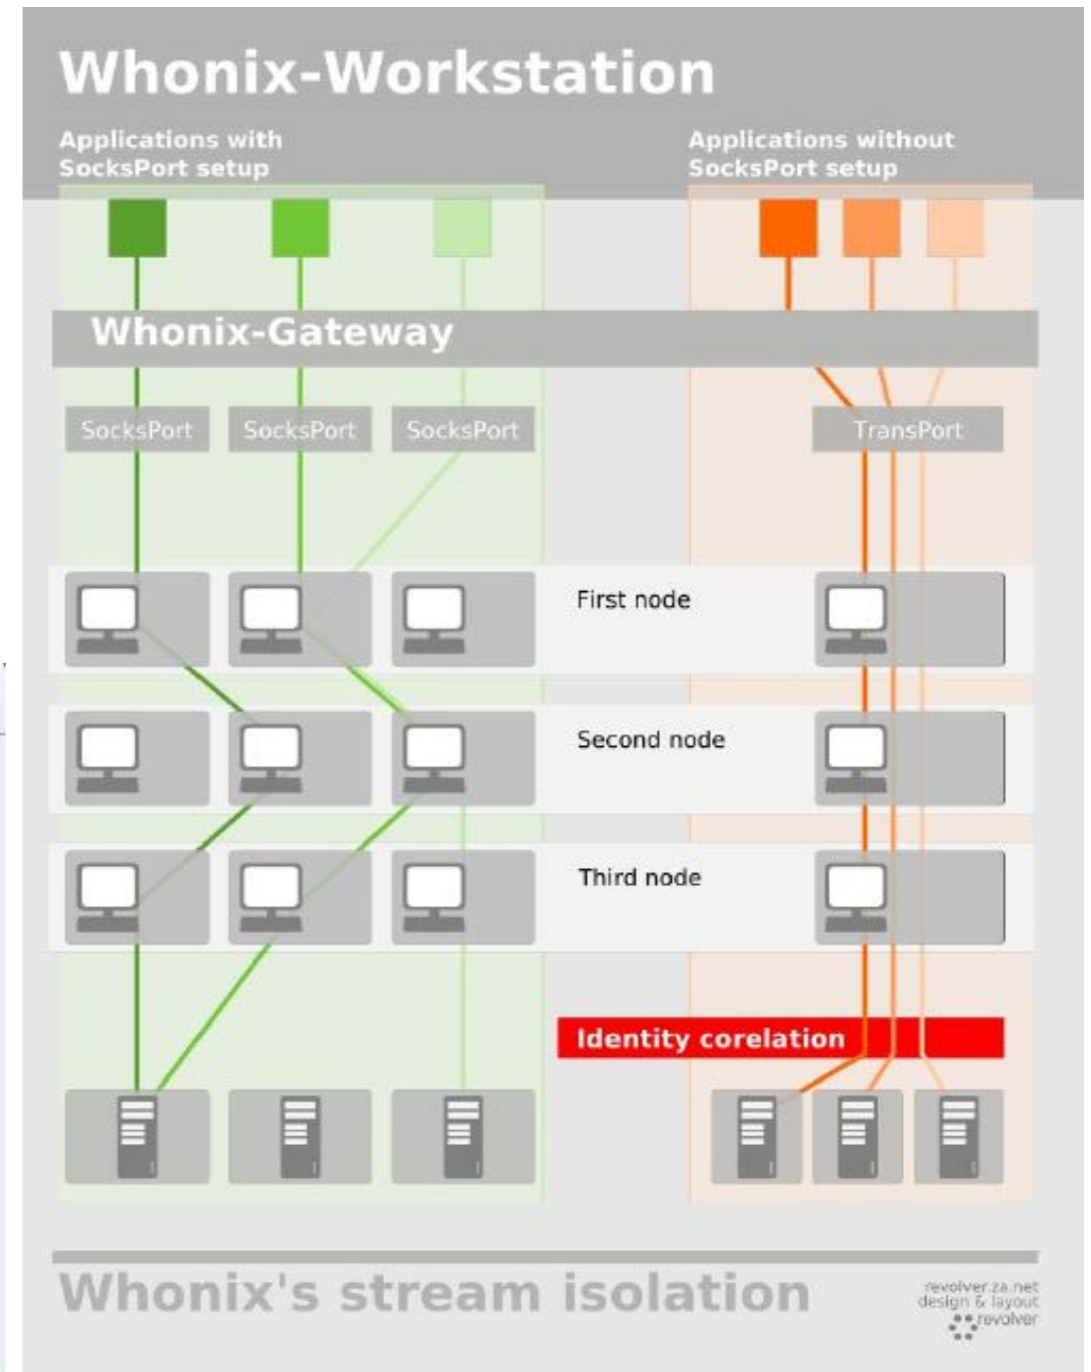 Whonix-Workstation
Applications with
SocksPort setup
Applications without
SocksPort setup
Whonix-Gateway
SocksPort
SocksPort
SocksPort
TransPort
First node
Second node
Third node
Identity corelation
Whonix's stream isolation
revolver.za.net
design & layout
revolver